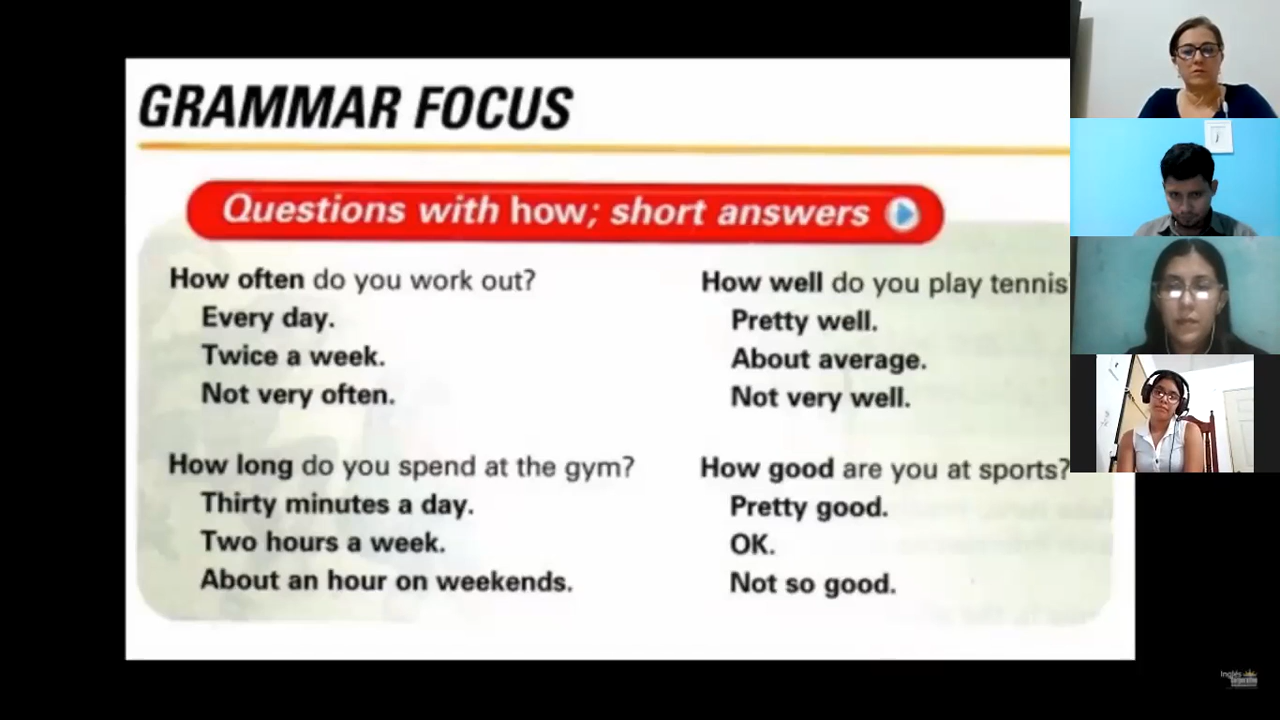 GRAMMAR FOCUS
Questions with how; short answers
How often do you work out?
Every day.
Twice a week.
Not very often.
How long do you spend at the gym?
Thirty minutes a day.
Two hours a week.
About an hour on weekends.
How well do you play tennis
Pretty well.
About average.
Not very well.
How good are you at sports?
Pretty good.
OK.
Not so good.
Inglés